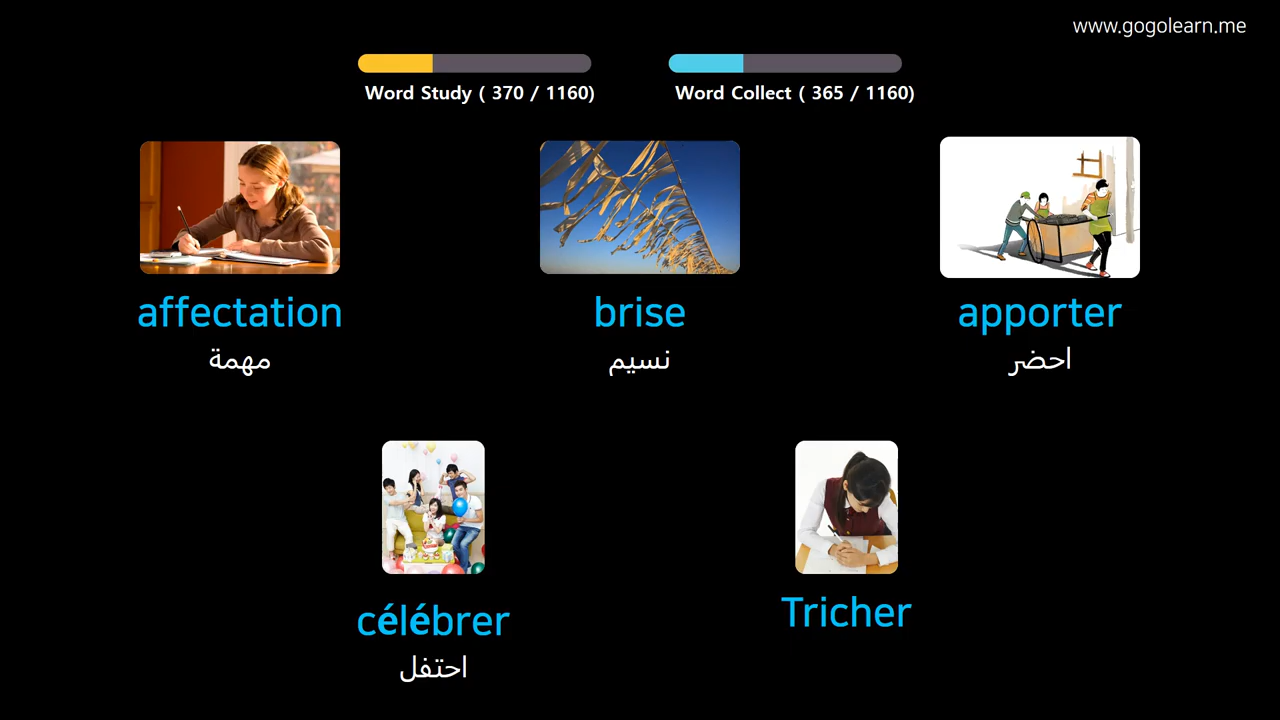 www.gogolearn.me
Word Study ( 370 / 1160)
Word Collect ( 365 / 1160)
affectation
مهمة
brise
نسيم
apporter
احضر
célébrer
احتفل
Tricher